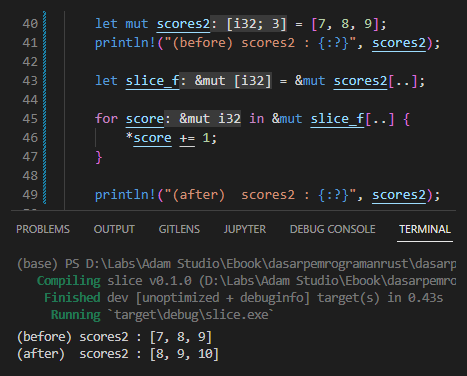 40 let mut scores2: [i32; 3] = [7, 8, 9];
41 println!("(before) scores2 : {:?}", scores2);
42
43 let slice_f: &mut [i32] = &mut scores2[..];
44
45 for score: &mut i32 in &mut slice_f[..] {
46 *score += 1;
47 }
48
49 println!("(after)  scores2 : {:?}", scores2);
PROBLEMS OUTPUT GITLENS JUPYTER DEBUG CONSOLE TERMINAL
(base) PS D:\Labs\Adam Studio\Ebook\dasarpemrogramanrust\dasarp
Compiling slice v0.1.0 (D:\Labs\Adam Studio\Ebook\dasarpemro
Finished dev [unoptimized + debuginfo] target(s) in 0.43s
Running `target\debug\slice.exe`
(before) scores2 : [7, 8, 9]
(after)  scores2 : [8, 9, 10]